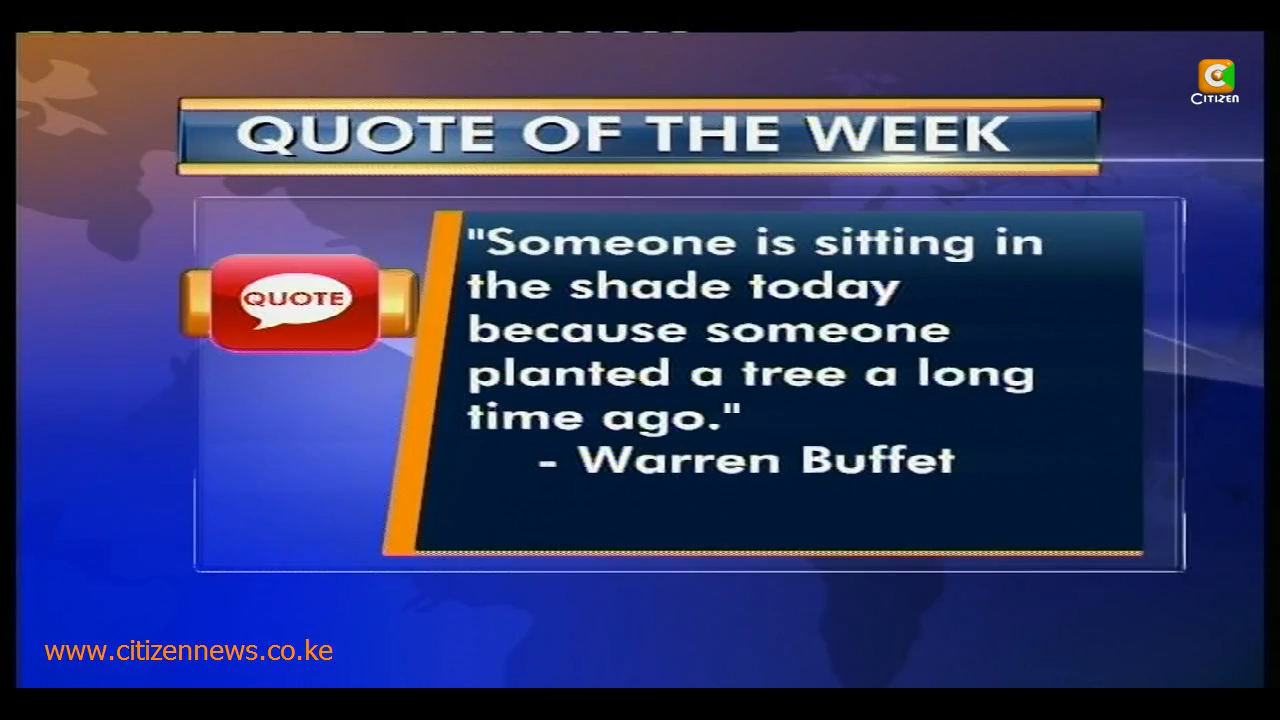 CITIZEN
QUOTE OF THE WEEK
QUOTE
"Someone is sitting in
the shade today
because someone
planted a tree a long
time ago."
- Warren Buffet
www.citizennews.co.ke